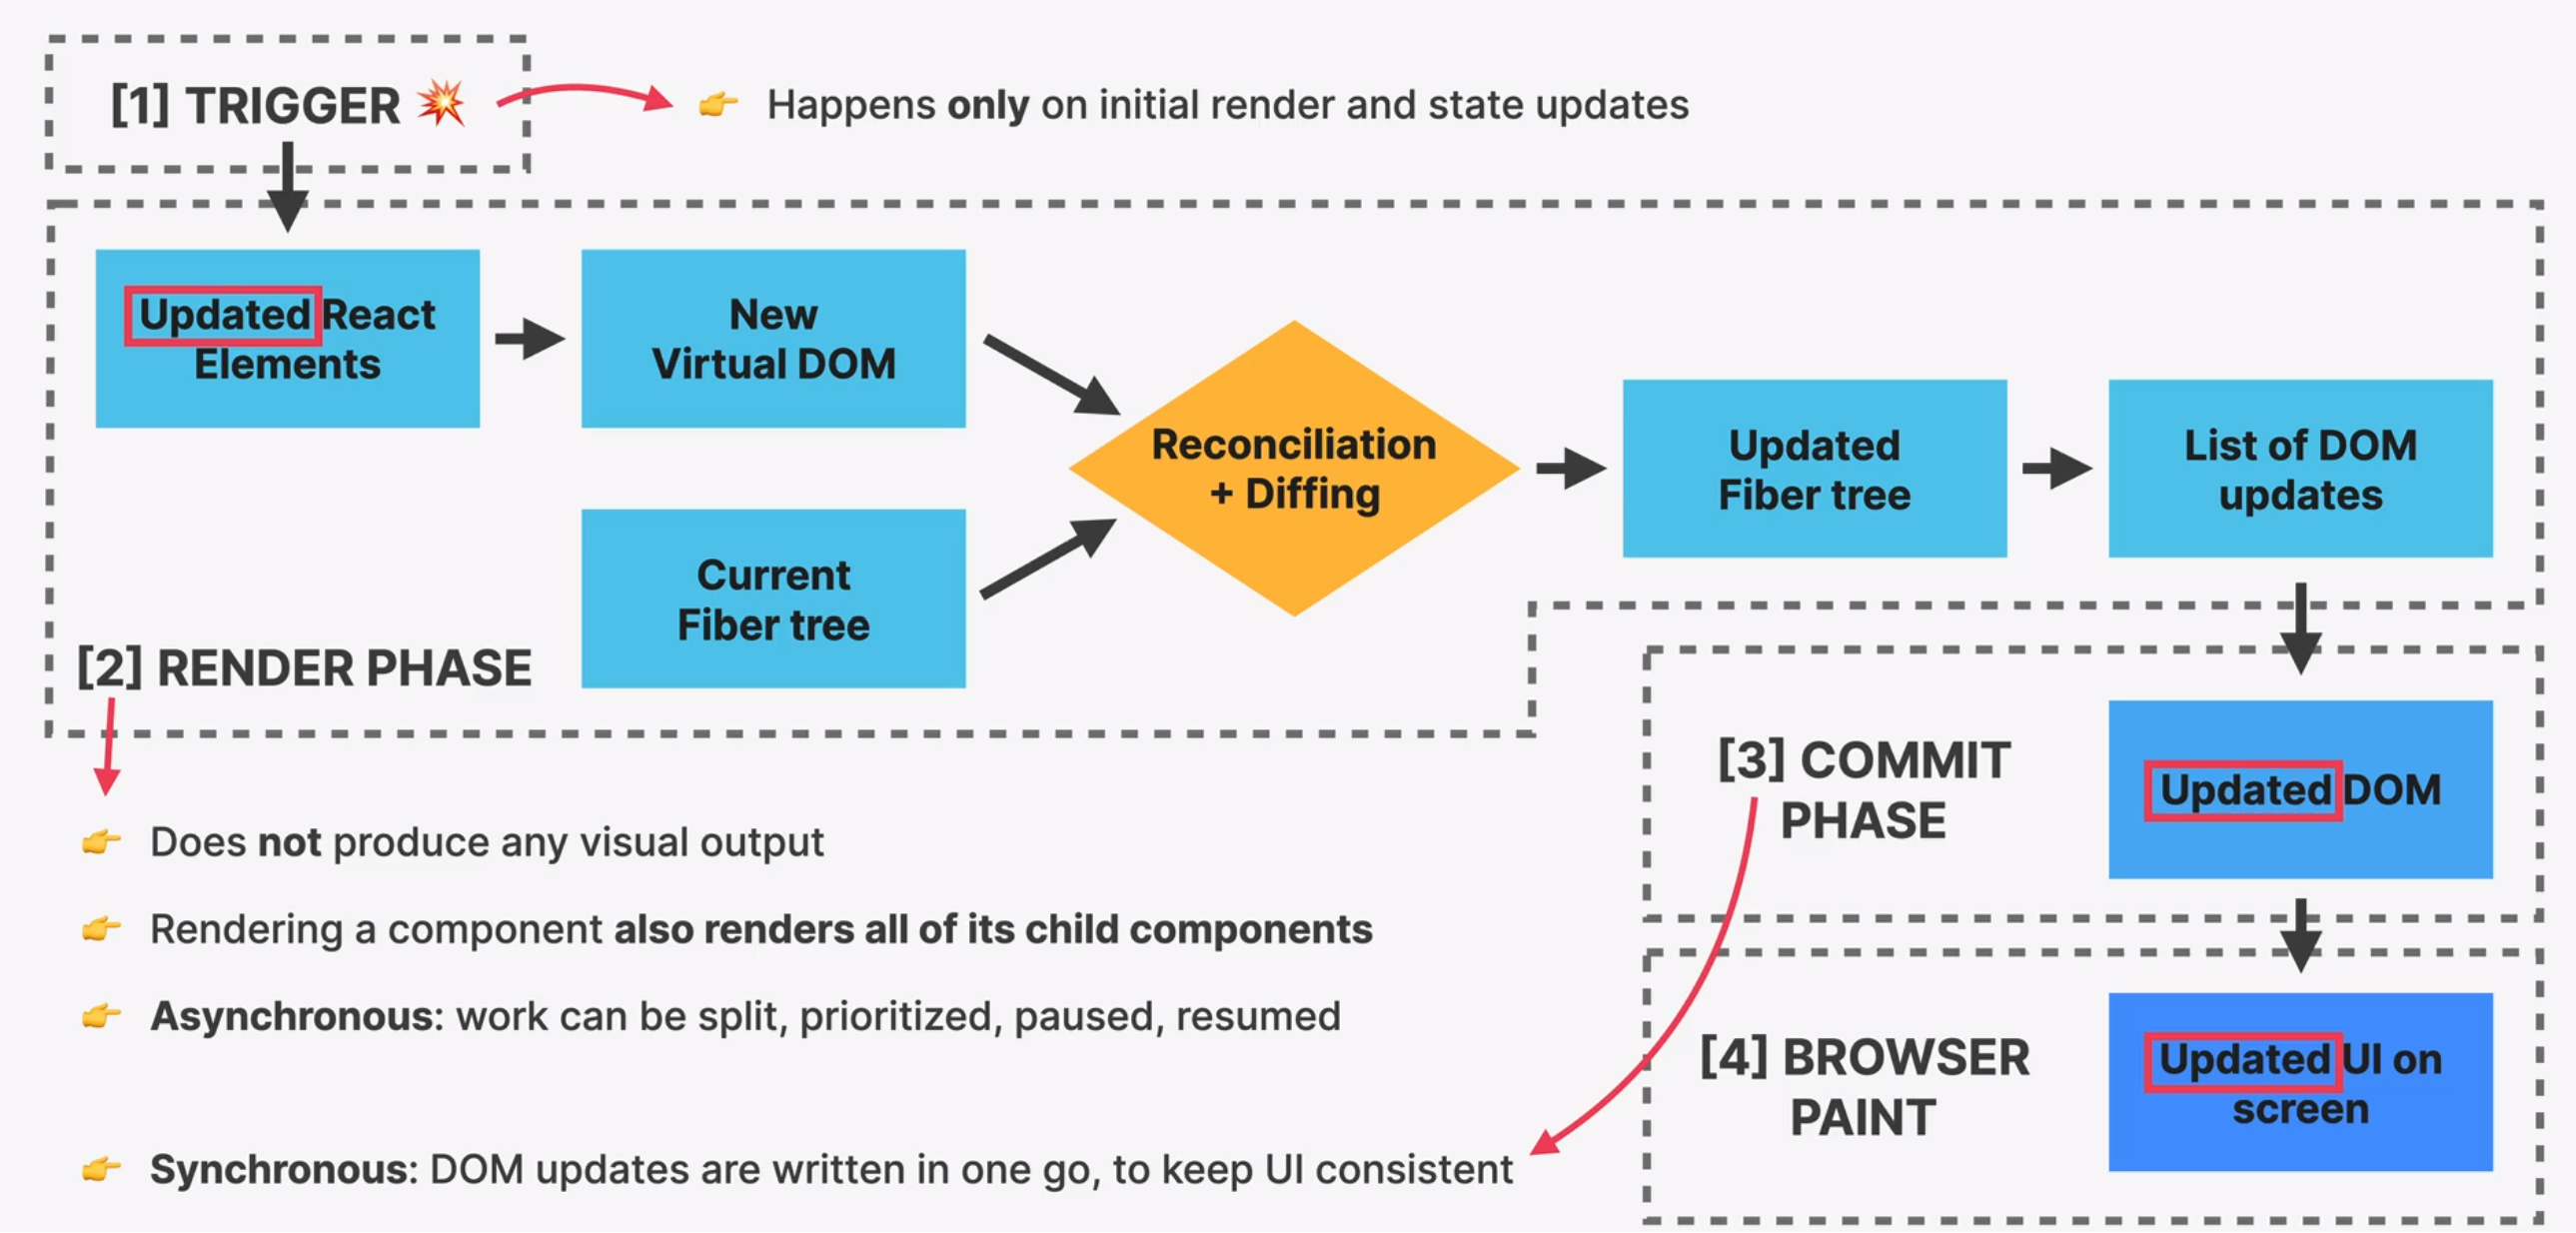 [1] TRIGGER 💥
👉 Happens only on initial render and state updates
Updated React
Elements
New
Virtual DOM
Current
Fiber tree
Reconciliation
+ Diffing
Updated
Fiber tree
List of DOM
updates
[2] RENDER PHASE
👉 Does not produce any visual output
👉 Rendering a component also renders all of its child components
👉 Asynchronous: work can be split, prioritized, paused, resumed
[3] COMMIT
PHASE
Updated DOM
👉 Synchronous: DOM updates are written in one go, to keep UI consistent
[4] BROWSER
PAINT
Updated UI on
screen